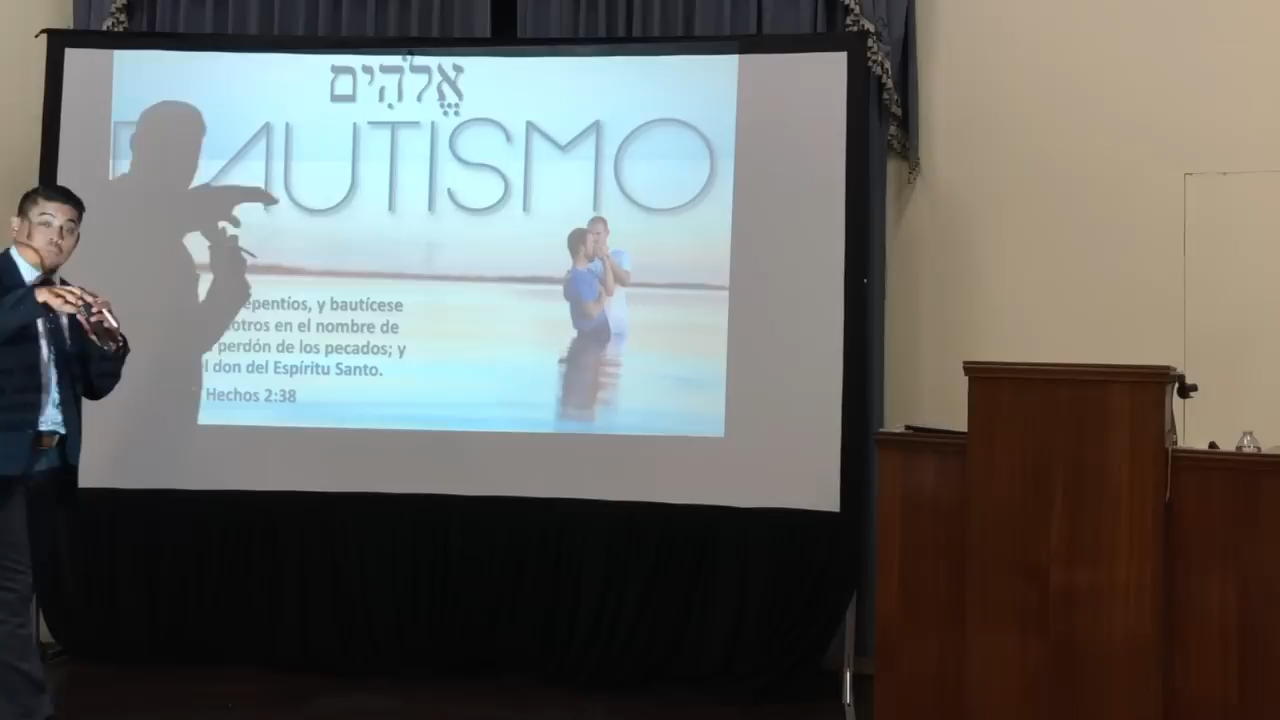 אֱלֹהִים
BAUTISMO
epentíos, y bautícese
otros en el nombre de
perdón de los pecados; y
l don del Espíritu Santo.
Hechos 2:38